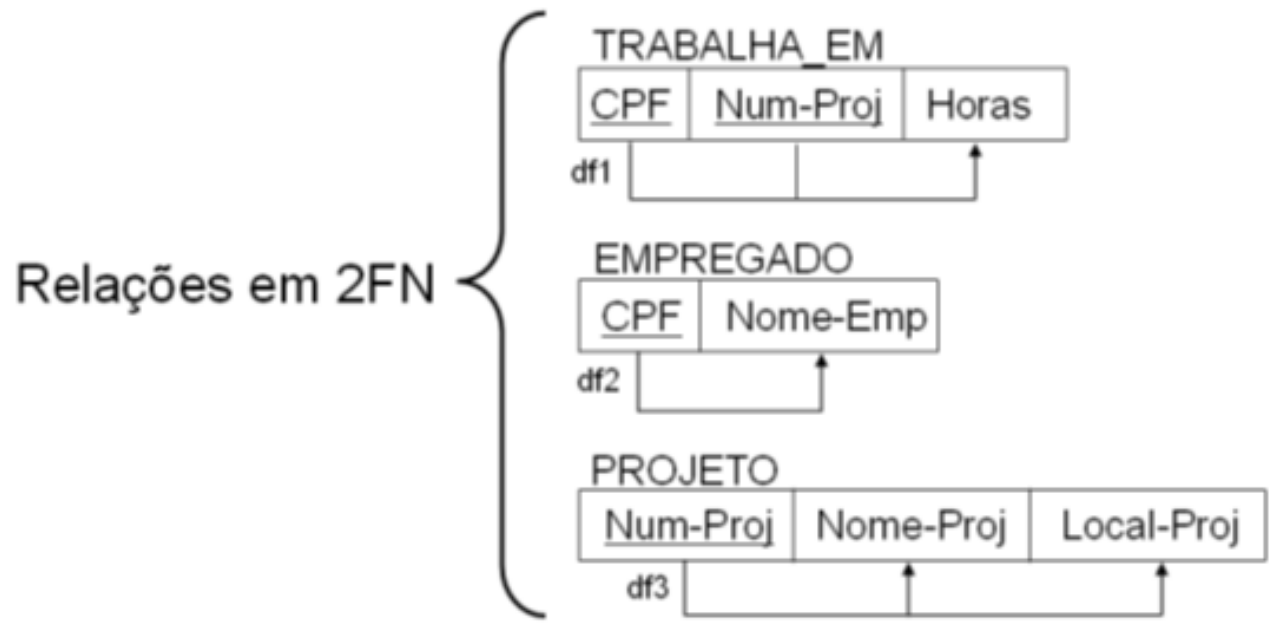 Relações em 2FN
TRABALHA_EM
CPF Num-Proj Horas
df1
EMPREGADO
CPF Nome-Emp
df2
PROJETO
Num-Proj Nome-Proj Local-Proj
df3